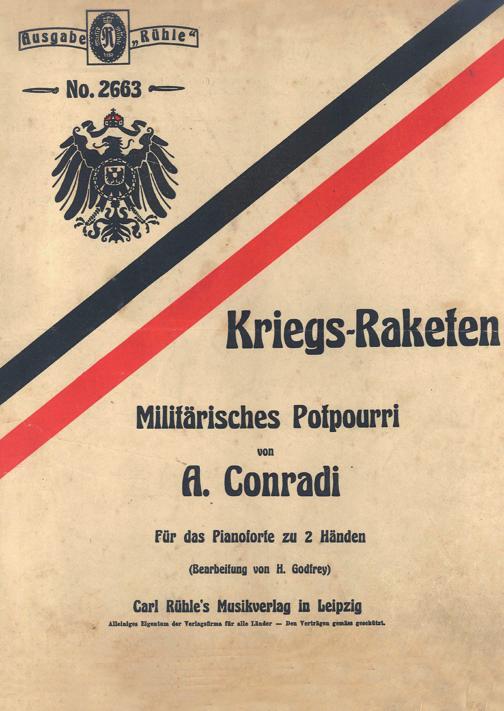 Ausgabe „Rühle“
No. 2663
Kriegs-Raketen
Militärisches Potpourri
von
A. Conradi
Für das Pianoforte zu 2 Händen
(Bearbeitung von H. Godfrey)
Carl Rühle's Musikverlag in Leipzig
Alleiniges Eigentum der Verlagsfirma für alle Länder — Den Verträgen gemäss geschützt.